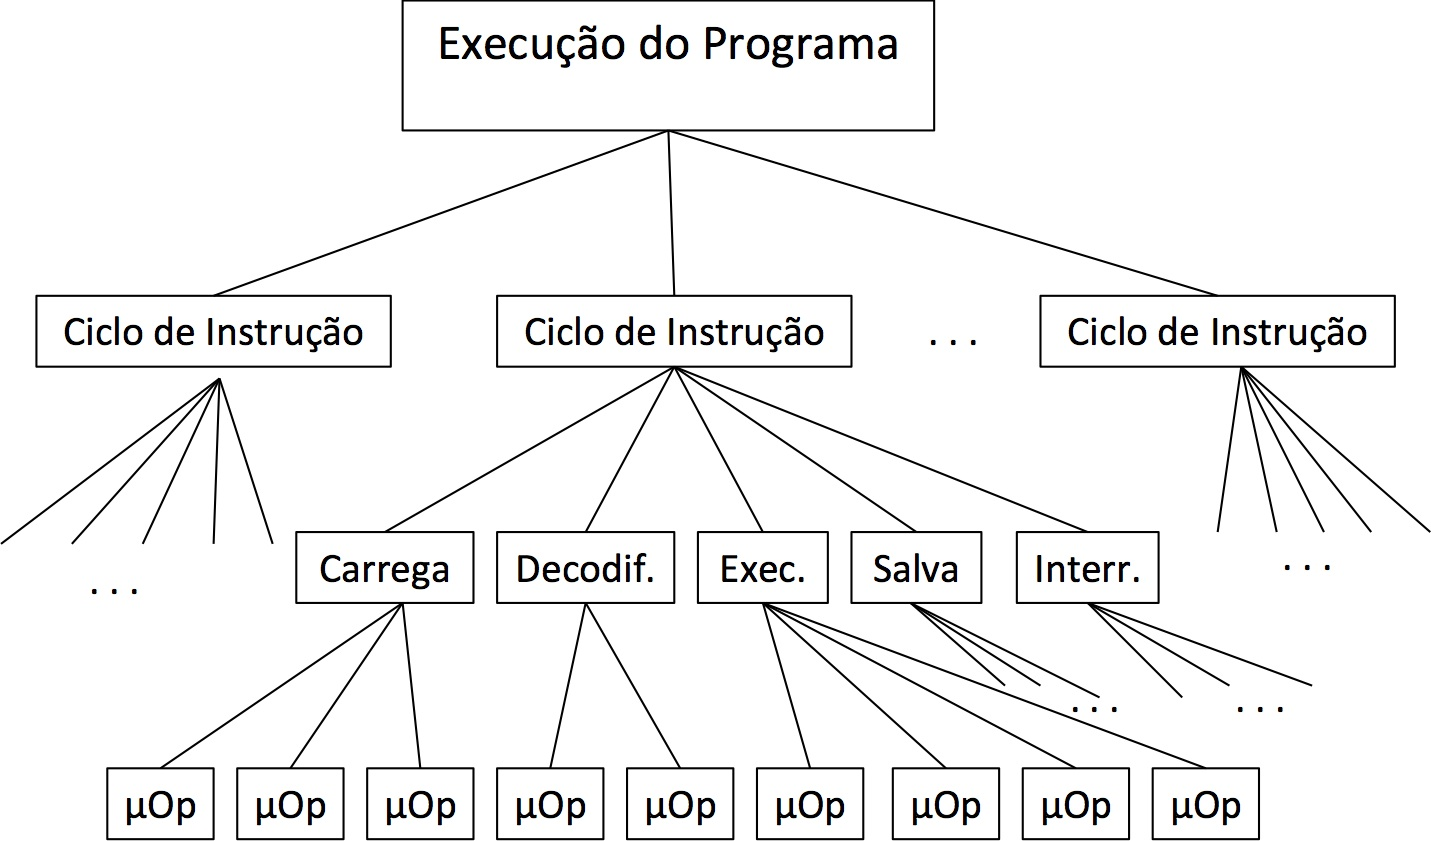 Execução do Programa
Ciclo de Instrução
Ciclo de Instrução
. . .
Ciclo de Instrução
. . .
Carrega
Decodif.
Exec.
Salva
Interr.
. . .
. . .
. . .
µOp
µOp
µOp
µOp
µOp
µOp
µOp
µOp
µOp